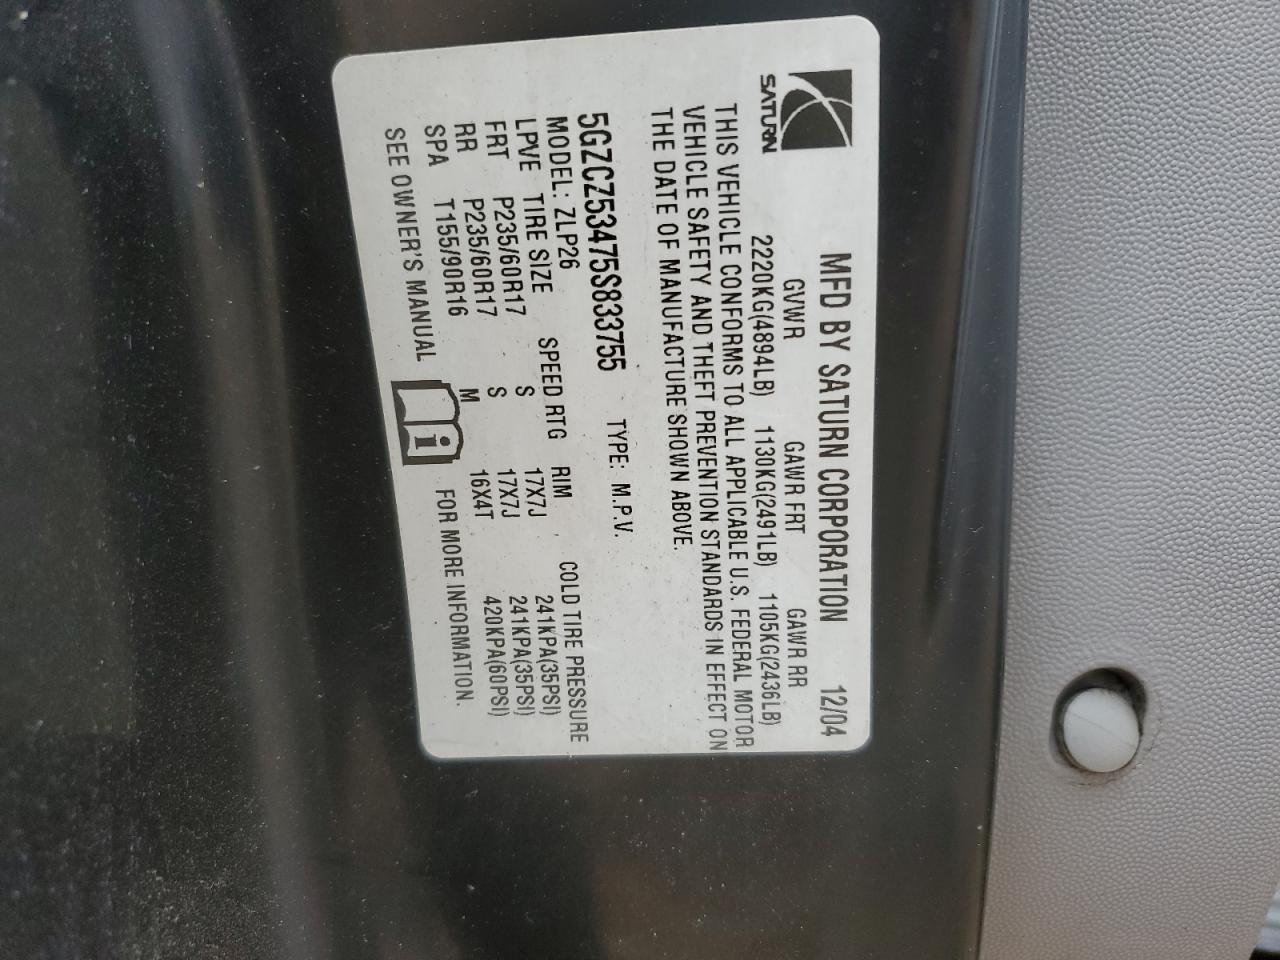 MFD BY SATURN CORPORATION 12/04
SATURN
GVWR GAWR FRT GAWR RR
2220KG(4894LB) 1130KG(2491LB) 1105KG(2436LB)
THIS VEHICLE CONFORMS TO ALL APPLICABLE U.S. FEDERAL MOTOR
VEHICLE SAFETY AND THEFT PREVENTION STANDARDS IN EFFECT ON
THE DATE OF MANUFACTURE SHOWN ABOVE.
5GZCZ53475S833755 TYPE: M.P.V.
MODEL: ZLP26
LPVE TIRE SIZE SPEED RTG RIM COLD TIRE PRESSURE
FRT P235/60R17 S 17X7J 241KPA(35PSI)
RR P235/60R17 S 17X7J 241KPA(35PSI)
SPA T155/90R16 M 16X4T 420KPA(60PSI)
SEE OWNER'S MANUAL i FOR MORE INFORMATION.